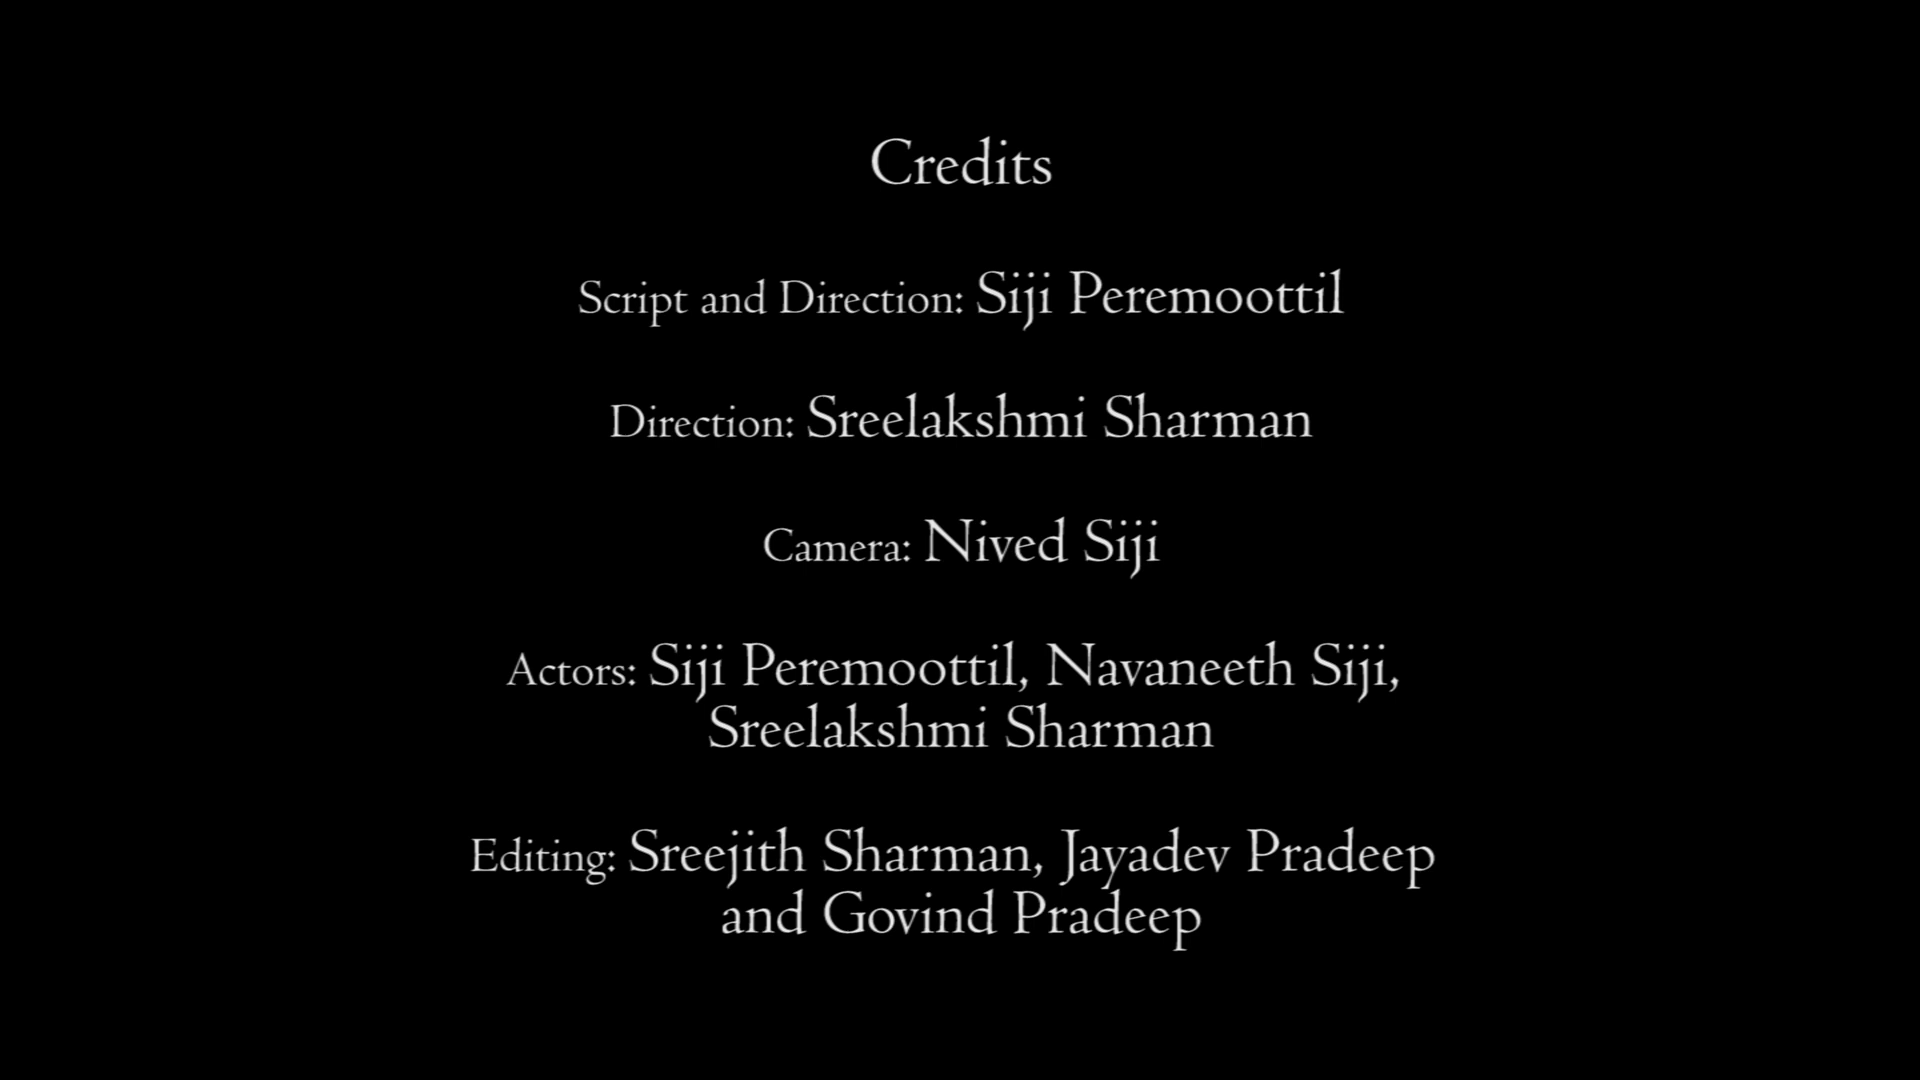 Credits
Script and Direction: Siji Peremoottil
Direction: Sreelakshmi Sharman
Camera: Nived Siji
Actors: Siji Peremoottil, Navaneeth Siji,
Sreelakshmi Sharman
Editing: Sreejith Sharman, Jayadev Pradeep
and Govind Pradeep